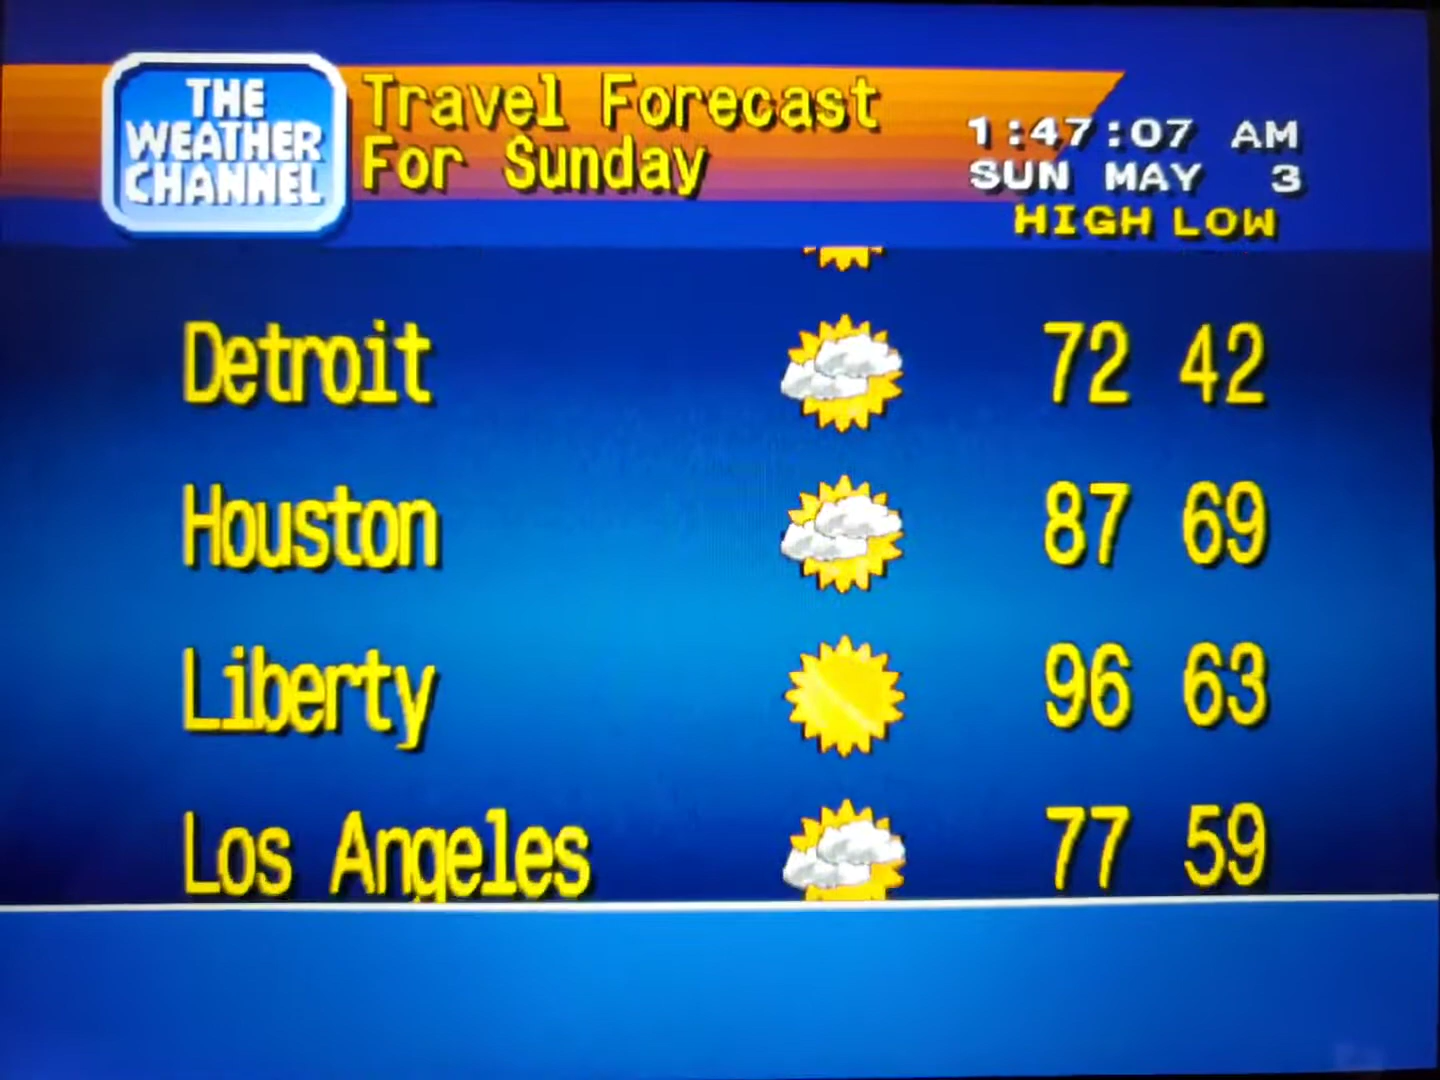 THE
WEATHER
CHANNEL
Travel Forecast
For Sunday
1:47:07 AM
SUN MAY 3
HIGH LOW
Detroit 72 42
Houston 87 69
Liberty 96 63
Los Angeles 77 59